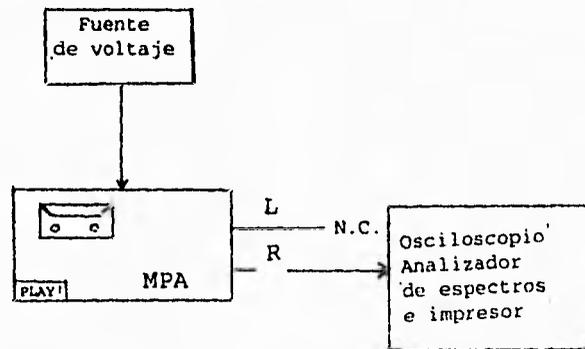 Fuente
de voltaje
L
N.C.
R
PLAY!
MPA
Osciloscopio
Analizador
de espectros
e impresor